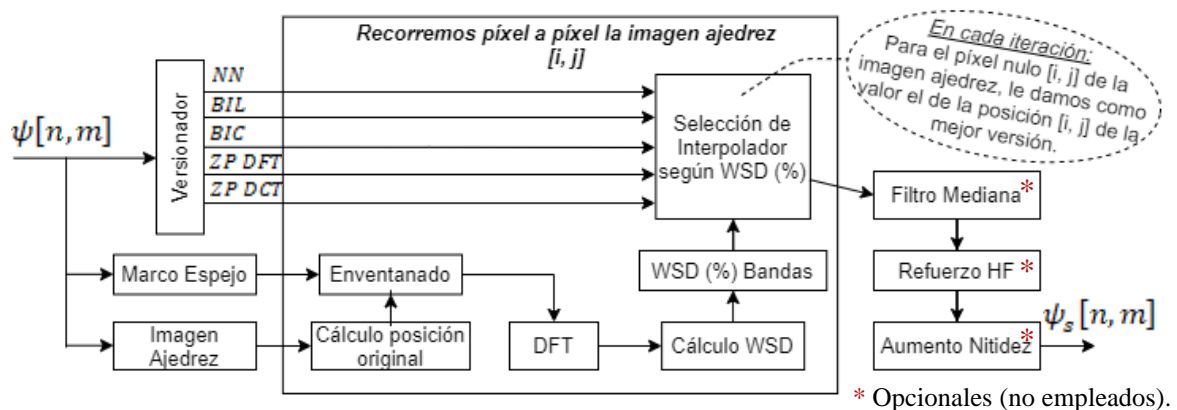 Recorremos píxel a píxel la imagen ajedrez
[i, j]
En cada iteración:
Para el píxel nulo [i, j] de la
imagen ajedrez, le damos como
valor el de la posición [i, j] de la
mejor versión.
ψ[n, m]
Versionador
NN
BIL
BIC
ZP DFT
ZP DCT
Selección de
Interpolador
según WSD (%)
Filtro Mediana*
Marco Espejo
Enventanado
WSD (%) Bandas
Refuerzo HF *
Imagen
Ajedrez
Cálculo posición
original
DFT
Cálculo WSD
Aumento Nitidez*
ψs[n, m]
* Opcionales (no empleados).